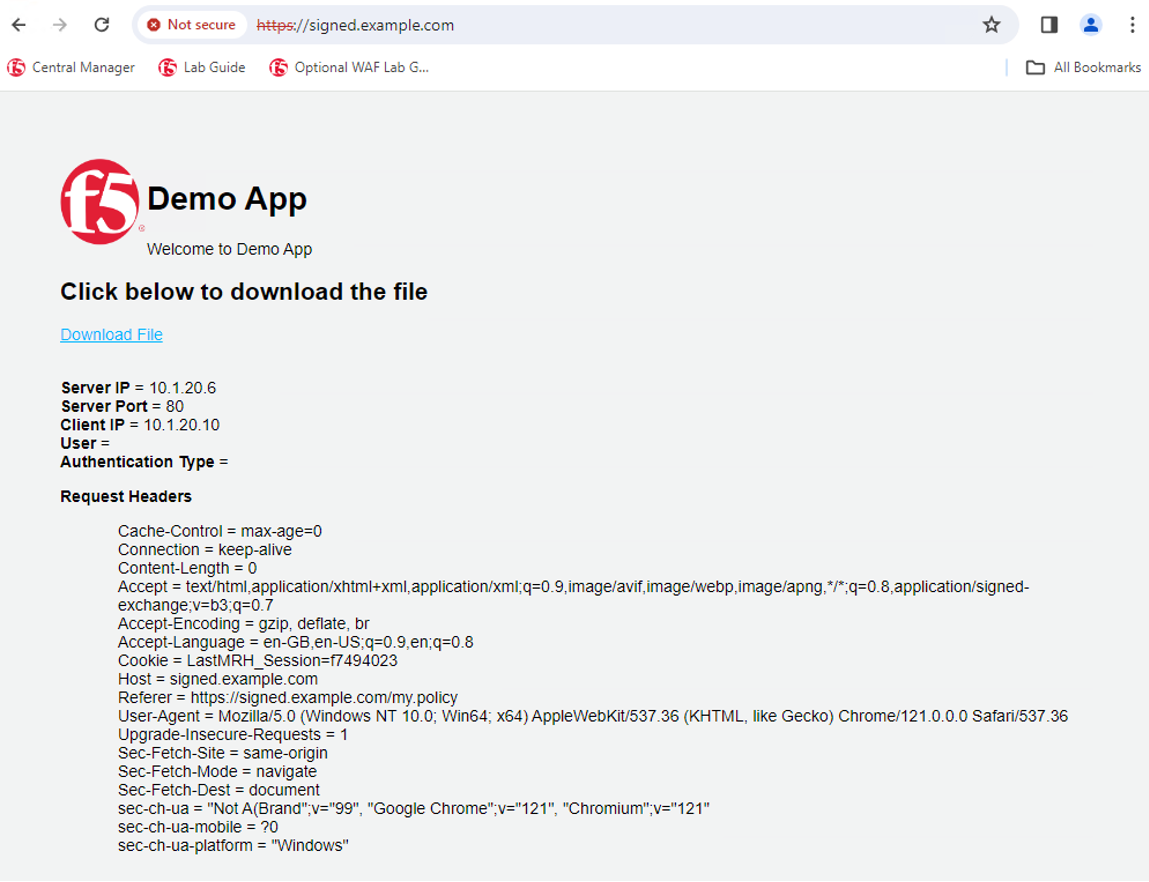 Not secure https://signed.example.com
Central Manager Lab Guide Optional WAF Lab G... All Bookmarks
f5 ® Demo App
Welcome to Demo App
Click below to download the file
Download File
Server IP = 10.1.20.6
Server Port = 80
Client IP = 10.1.20.10
User =
Authentication Type =
Request Headers
Cache-Control = max-age=0
Connection = keep-alive
Content-Length = 0
Accept = text/html,application/xhtml+xml,application/xml;q=0.9,image/avif,image/webp,image/apng,*/*;q=0.8,application/signed-
exchange;v=b3;q=0.7
Accept-Encoding = gzip, deflate, br
Accept-Language = en-GB,en-US;q=0.9,en;q=0.8
Cookie = LastMRH_Session=f7494023
Host = signed.example.com
Referer = https://signed.example.com/my.policy
User-Agent = Mozilla/5.0 (Windows NT 10.0; Win64; x64) AppleWebKit/537.36 (KHTML, like Gecko) Chrome/121.0.0.0 Safari/537.36
Upgrade-Insecure-Requests = 1
Sec-Fetch-Site = same-origin
Sec-Fetch-Mode = navigate
Sec-Fetch-Dest = document
sec-ch-ua = "Not A(Brand";v="99", "Google Chrome";v="121", "Chromium";v="121"
sec-ch-ua-mobile = ?0
sec-ch-ua-platform = "Windows"